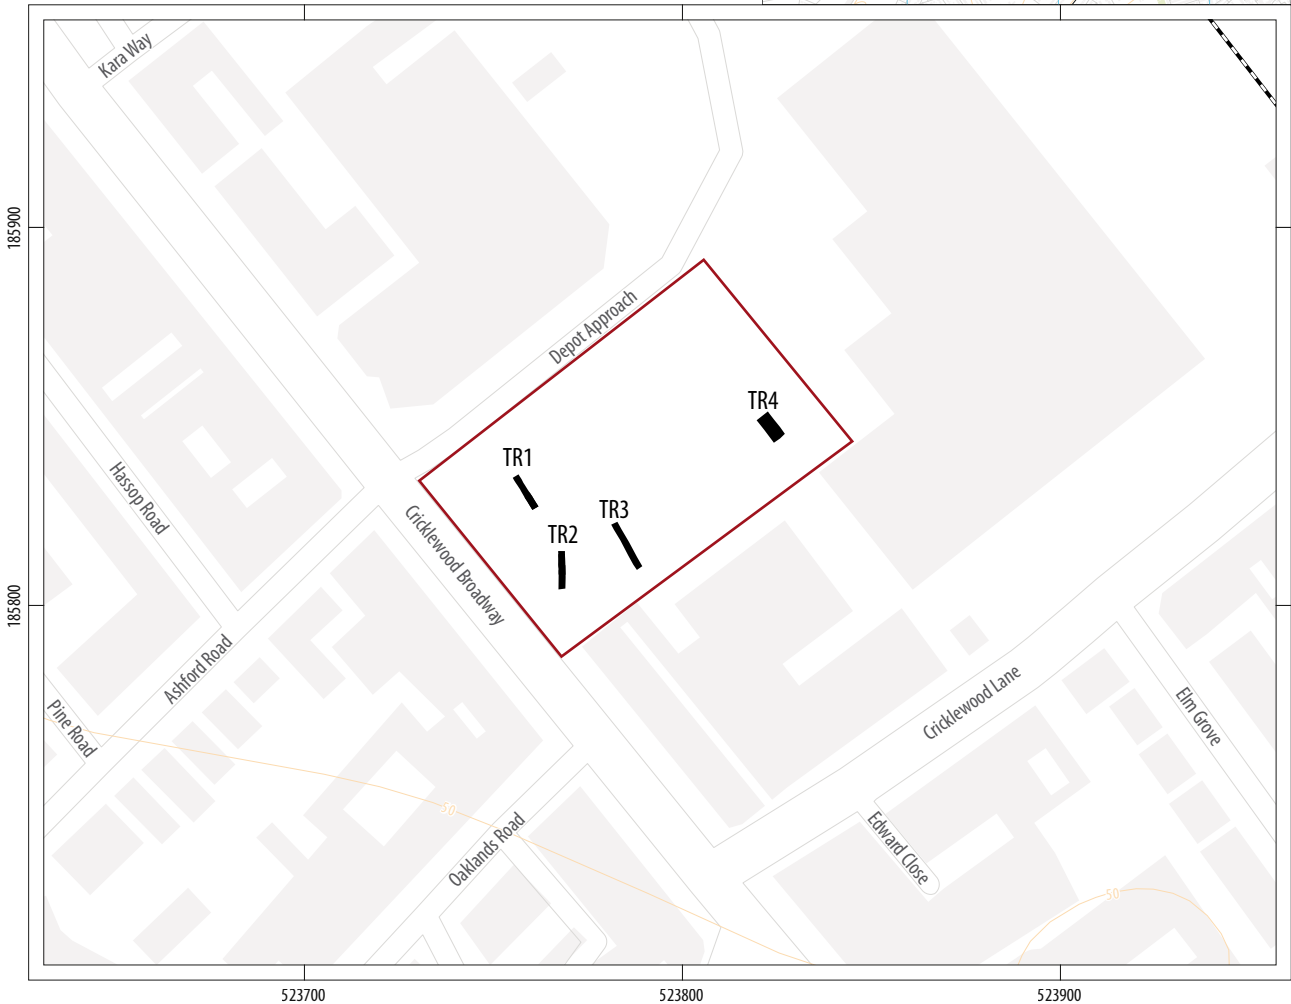 Kara Way
185900
Depot Approach
TR4
TR1
Hassop Road
TR3
Cricklewood Broadway
TR2
185800
Ashford Road
Cricklewood Lane
Elm Grove
Pine Road
50
Oaklands Road
Edward Close
50
523700
523800
523900